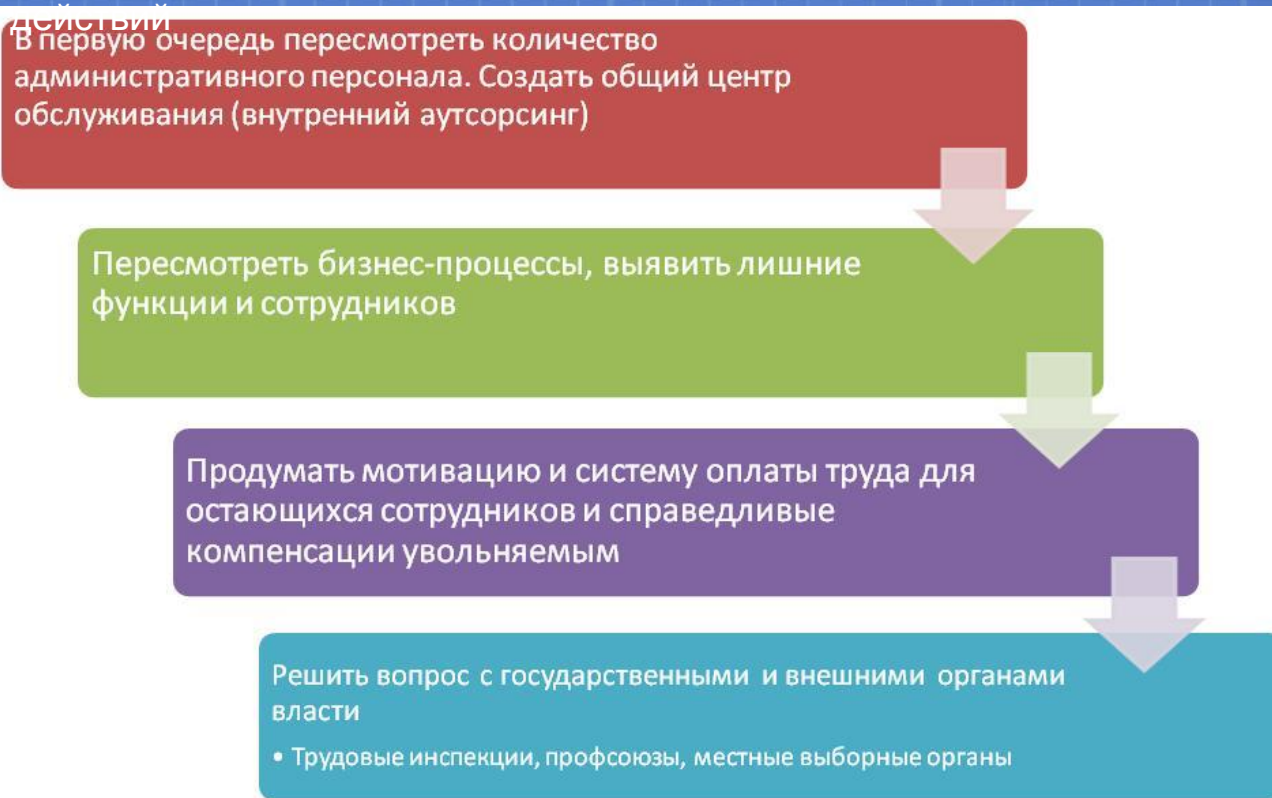 действий
В первую очередь пересмотреть количество
административного персонала. Создать общий центр
обслуживания (внутренний аутсорсинг)
Пересмотреть бизнес-процессы, выявить лишние
функции и сотрудников
Продумать мотивацию и систему оплаты труда для
остающихся сотрудников и справедливые
компенсации увольняемым
Решить вопрос с государственными и внешними органами
власти
• Трудовые инспекции, профсоюзы, местные выборные органы